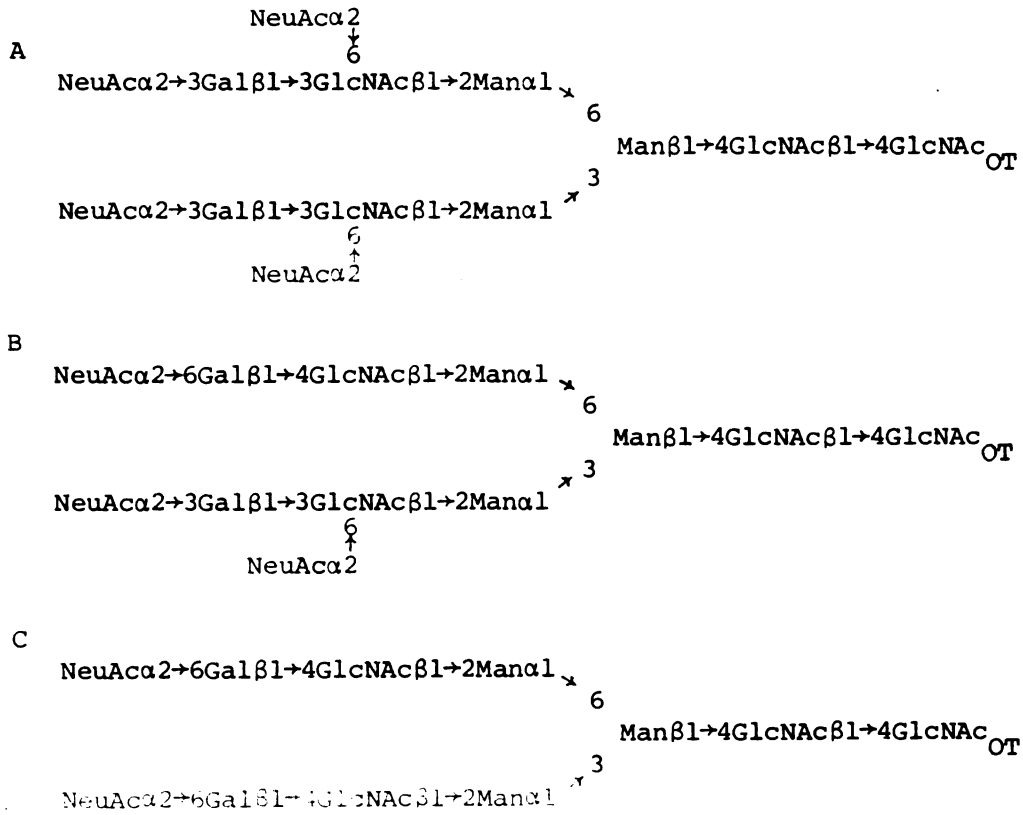 NeuAcα2
↓
A
6
NeuAcα2→3Galβ1→3GlcNAcβ1→2Manα1↘
6
Manβ1→4GlcNAcβ1→4GlcNAcOT
3
NeuAcα2→3Galβ1→3GlcNAcβ1→2Manα1↗
6
↑
NeuAcα2
B
NeuAcα2→6Galβ1→4GlcNAcβ1→2Manα1↘
6
Manβ1→4GlcNAcβ1→4GlcNAcOT
3
NeuAcα2→3Galβ1→3GlcNAcβ1→2Manα1↗
6
↑
NeuAcα2
C
NeuAcα2→6Galβ1→4GlcNAcβ1→2Manα1↘
6
Manβ1→4GlcNAcβ1→4GlcNAcOT
3
NeuAcα2→6Galβ1→4GlcNAcβ1→2Manα1↗